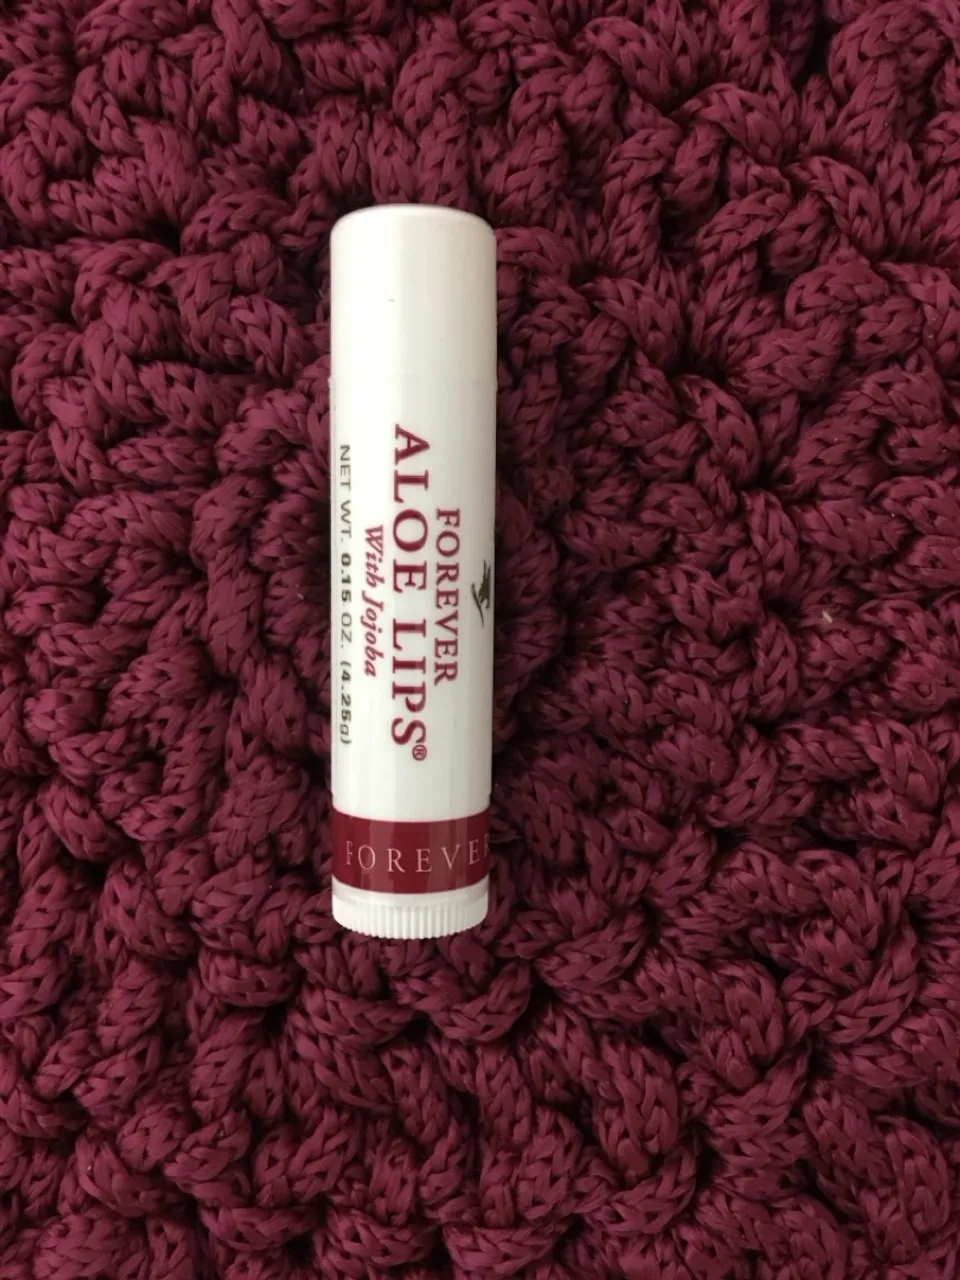 FOREVER
ALOE LIPS®
With Jojoba
NET WT. 0.15 OZ. (4.25g)
FOREVER